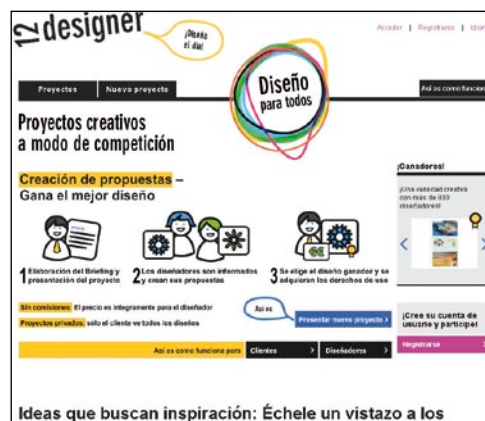 12designer
¡Diseña
el día!
Acceder | Registrarse | Idiom
Proyectos
Nuevo proyecto
Diseño
para todos
Así es como funcion
Proyectos creativos
a modo de competición
¡Ganadores!
Creación de propuestas –
Gana el mejor diseño
¡Una variedad creativa
con más de 800
diseñadores!
1 Elaboración del Briefing y
presentación del proyecto
2 Los diseñadores son informados
y crean sus propuestas
3 Se elige el diseño ganador y se
adquieren los derechos de uso
Sin comisiones: El precio es íntegramente para el diseñador
Proyectos privados: sólo el cliente ve todos los diseños
Así es
Presentar nuevo proyecto
¡Cree su cuenta de
usuario y participe!
Así es como funciona para
Clientes
Diseñadores
Registrarse
Ideas que buscan inspiración: Échele un vistazo a los